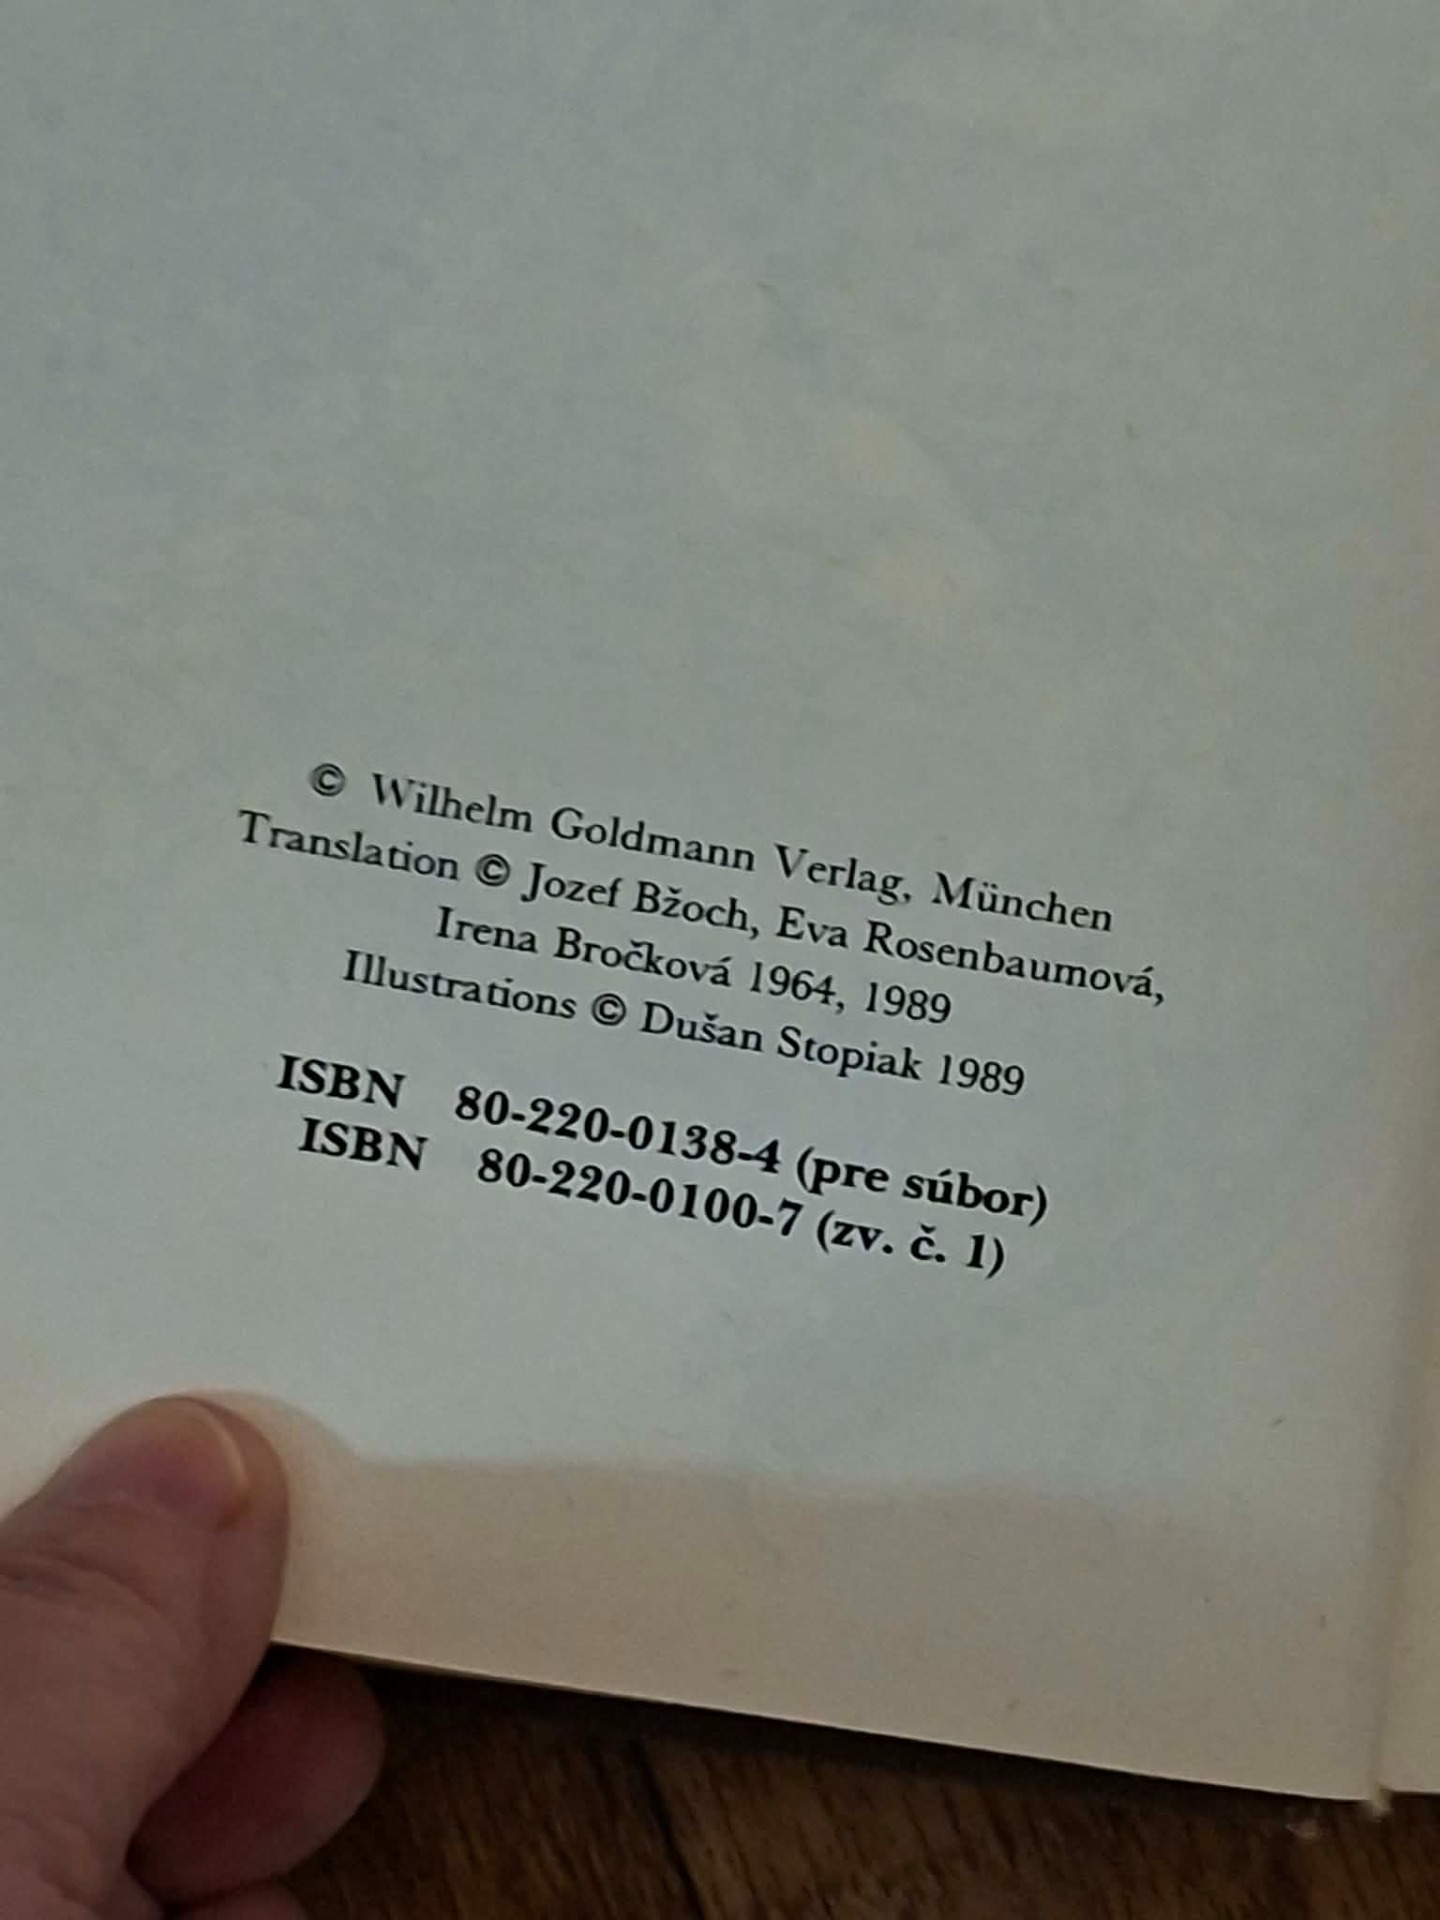 © Wilhelm Goldmann Verlag, München
Translation © Jozef Bžoch, Eva Rosenbaumová,
Irena Bročková 1964, 1989
Illustrations © Dušan Stopiak 1989
ISBN 80-220-0138-4 (pre súbor)
ISBN 80-220-0100-7 (zv. č. 1)